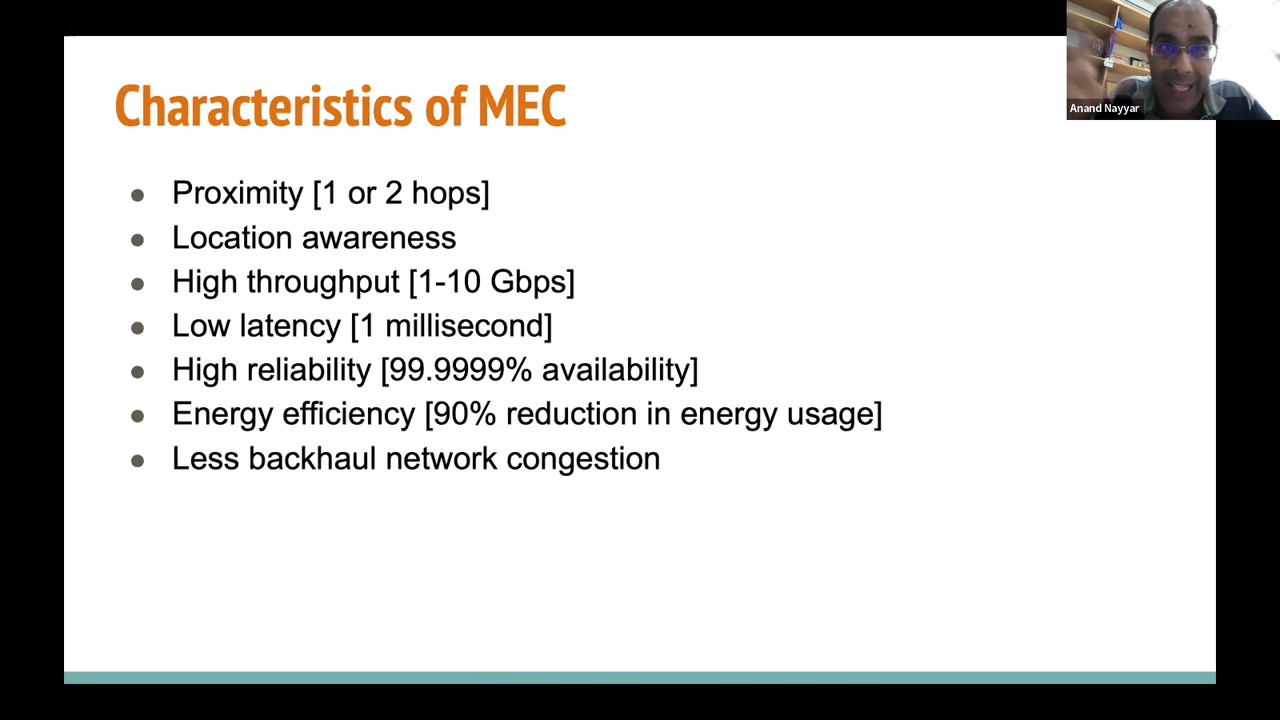 Characteristics of MEC
● Proximity [1 or 2 hops]
● Location awareness
● High throughput [1-10 Gbps]
● Low latency [1 millisecond]
● High reliability [99.9999% availability]
● Energy efficiency [90% reduction in energy usage]
● Less backhaul network congestion
Anand Nayyar